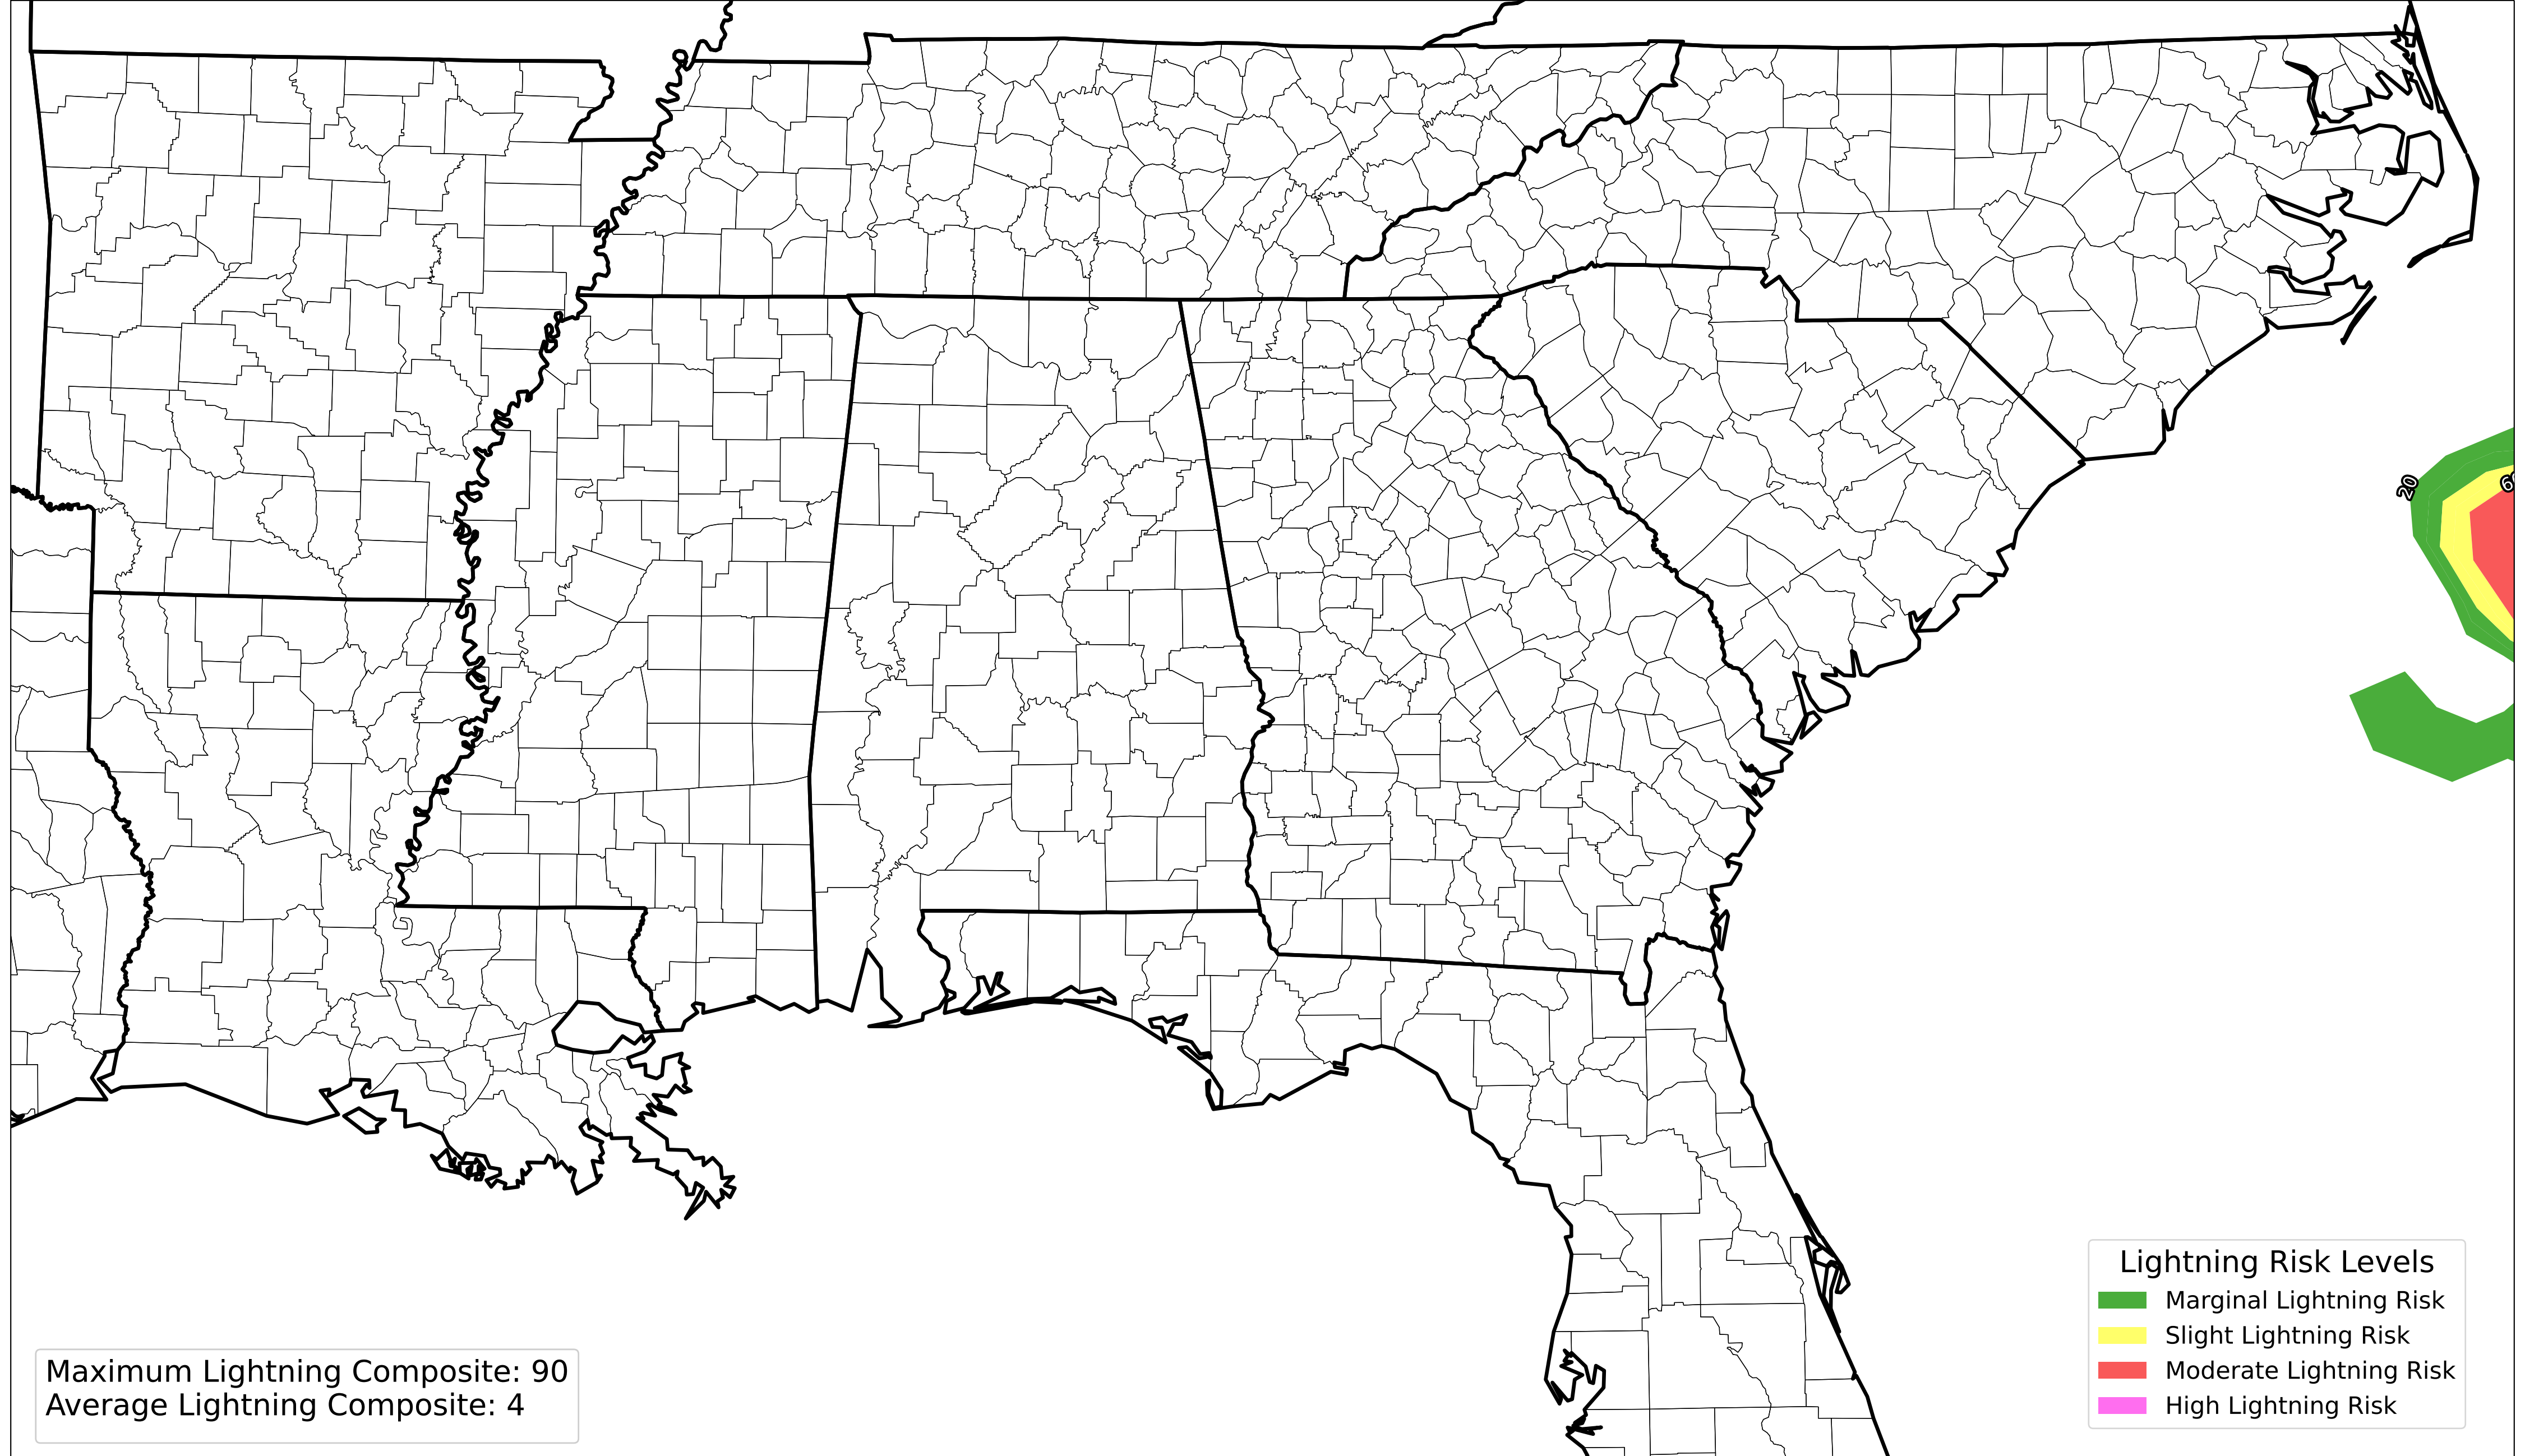 20
Lightning Risk Levels
Marginal Lightning Risk
Slight Lightning Risk
Moderate Lightning Risk
High Lightning Risk
Maximum Lightning Composite: 90
Average Lightning Composite: 4